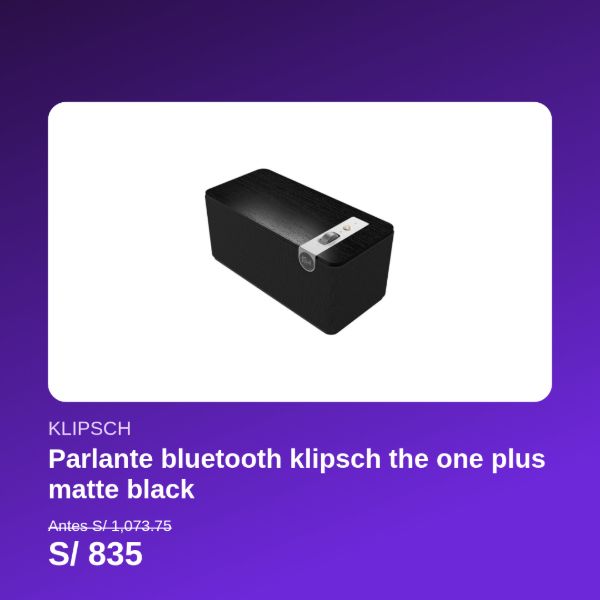 KLIPSCH
Parlante bluetooth klipsch the one plus
matte black
Antes S/ 1,073.75
S/ 835